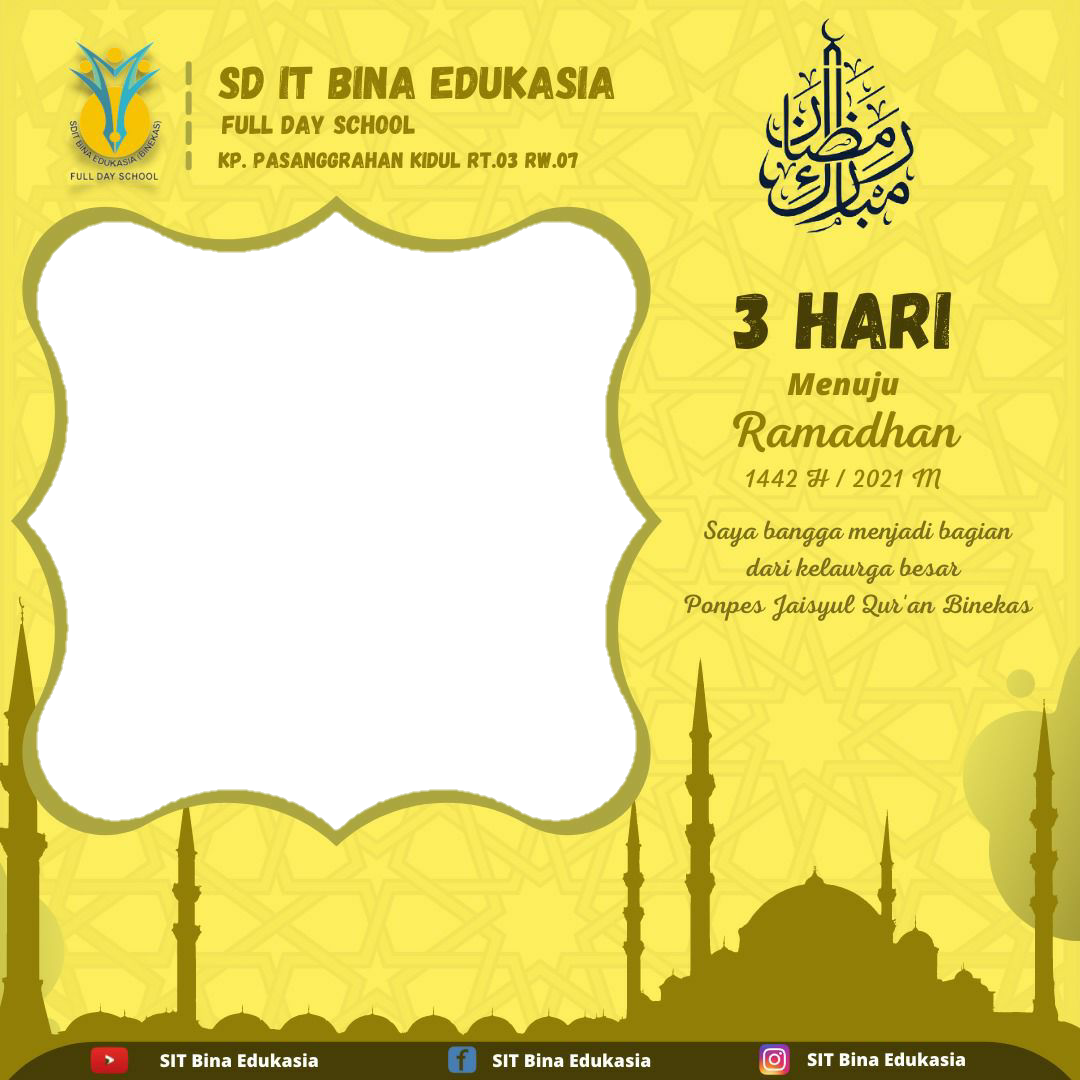 SDIT BINA EDUKASIA (BINEKAS)
FULL DAY SCHOOL
SD IT BINA EDUKASIA
FULL DAY SCHOOL
KP. PASANGGRAHAN KIDUL RT.03 RW.07
رمضان
مبارك
3 HARI
Menuju
Ramadhan
1442 H / 2021 M
Saya bangga menjadi bagian
dari kelaurga besar
Ponpes Jaisyul Qur'an Binekas
SIT Bina Edukasia
SIT Bina Edukasia
SIT Bina Edukasia